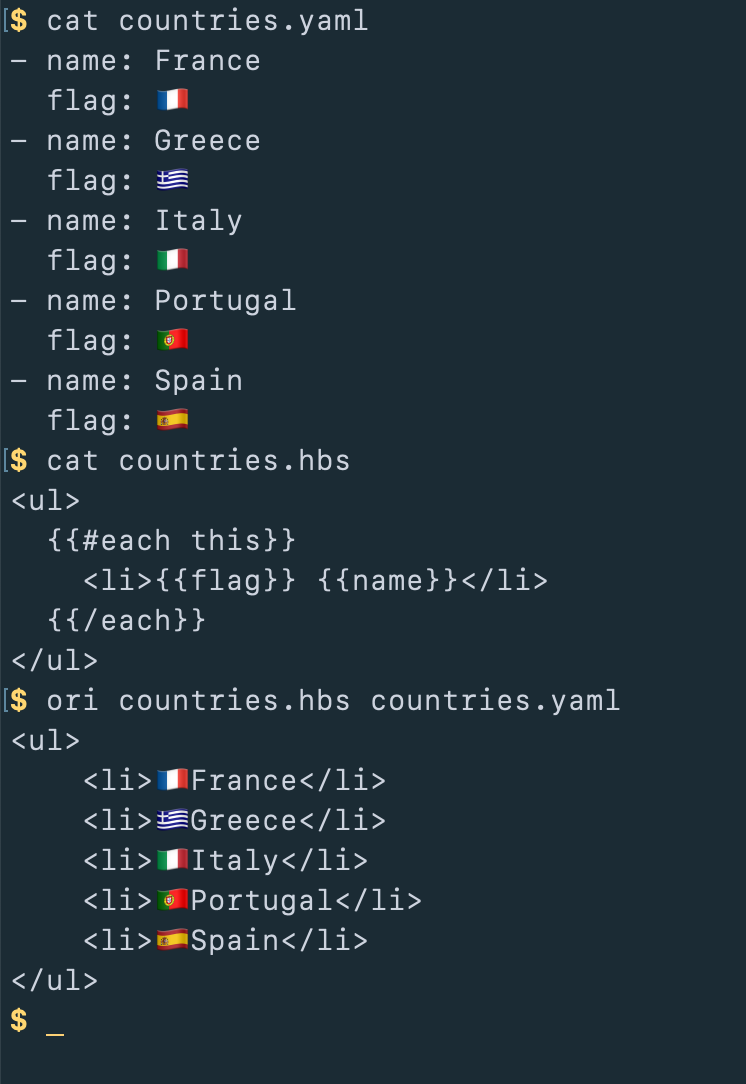 $ cat countries.yaml
- name: France
  flag: 🇫🇷
- name: Greece
  flag: 🇬🇷
- name: Italy
  flag: 🇮🇹
- name: Portugal
  flag: 🇵🇹
- name: Spain
  flag: 🇪🇸
$ cat countries.hbs
<ul>
  {{#each this}}
    <li>{{flag}} {{name}}</li>
  {{/each}}
</ul>
$ ori countries.hbs countries.yaml
<ul>
    <li>🇫🇷France</li>
    <li>🇬🇷Greece</li>
    <li>🇮🇹Italy</li>
    <li>🇵🇹Portugal</li>
    <li>🇪🇸Spain</li>
</ul>
$ _